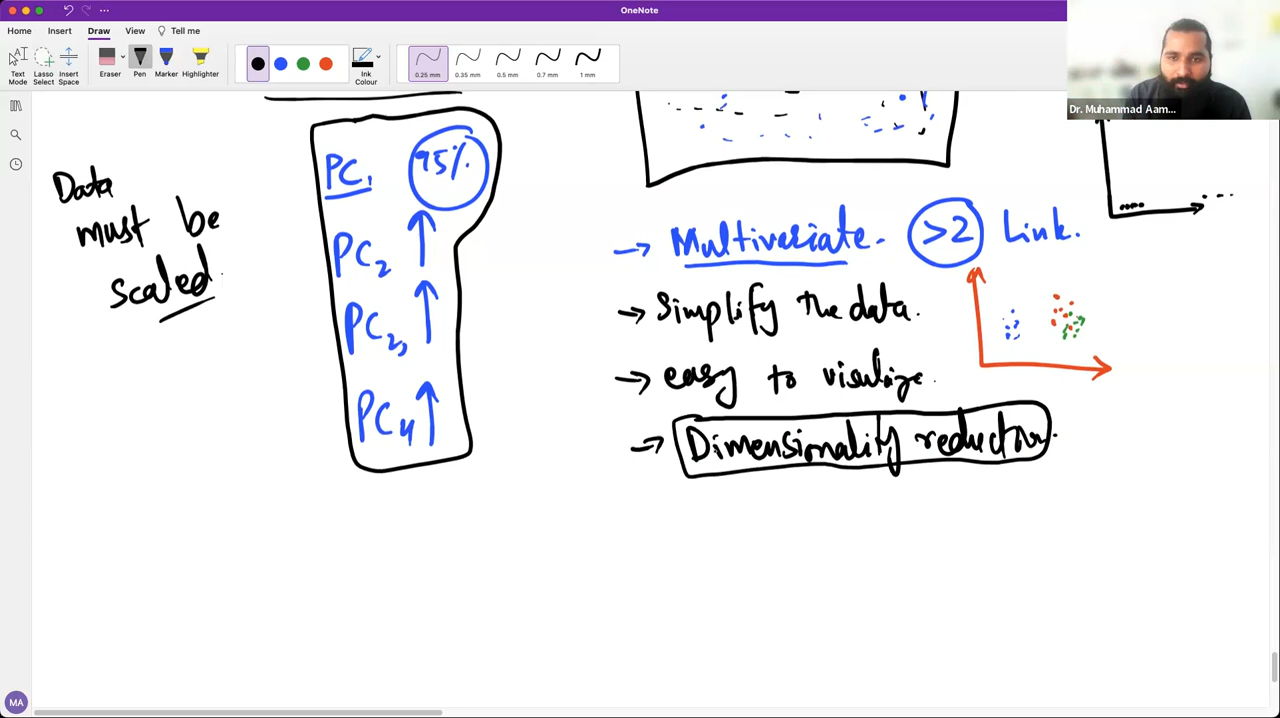 OneNote
Home Insert Draw View Tell me
Text Mode
Lasso Select
Insert Space
Eraser
Pen
Marker
Highlighter
Ink Colour
0.25 mm
0.35 mm
0.5 mm
0.7 mm
1 mm
Dr. Muhammad Aam...
Data
must be
scaled
PC1 95%
PC2
PC3
PC4
→ Multivariate. >2 Link.
→ Simplify the data.
→ easy to visualize.
→ Dimensionality reduction.
MA